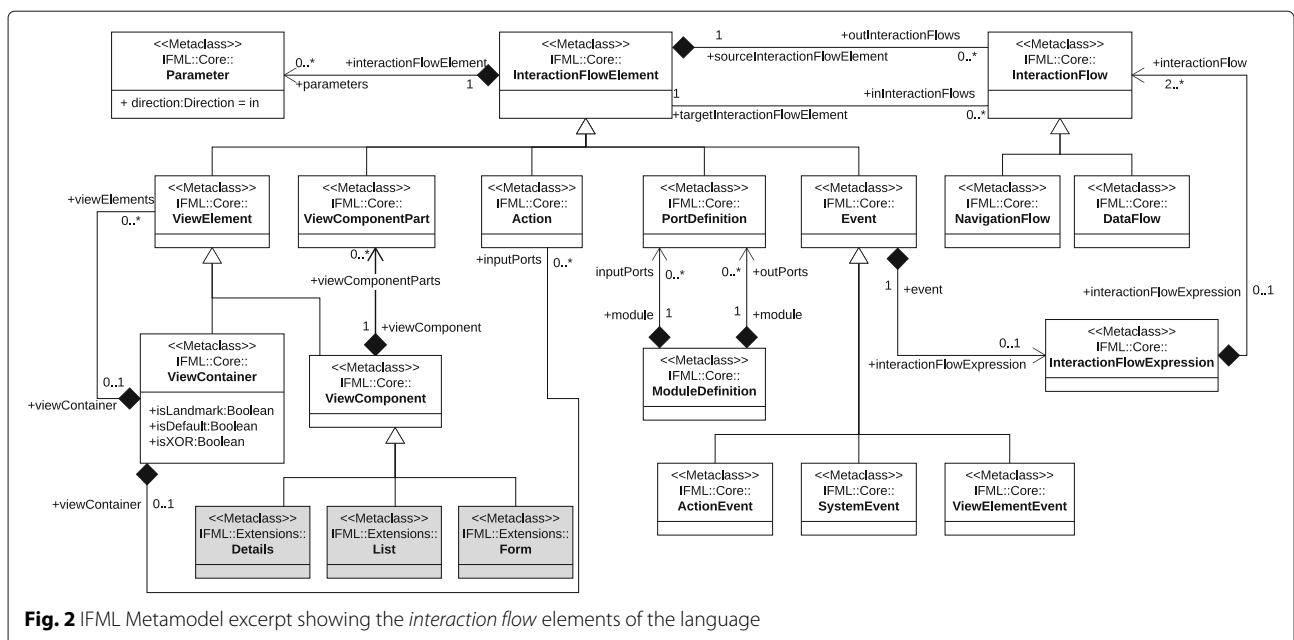 <<Metaclass>>
IFML::Core::
Parameter
+ direction:Direction = in
0..*
+interactionFlowElement
+parameters
1
<<Metaclass>>
IFML::Core::
InteractionFlowElement
1
+outInteractionFlows
+sourceInteractionFlowElement
0..*
1
+inInteractionFlows
+targetInteractionFlowElement
0..*
<<Metaclass>>
IFML::Core::
InteractionFlow
+interactionFlow
2..*
+viewElements
0..*
<<Metaclass>>
IFML::Core::
ViewElement
<<Metaclass>>
IFML::Core::
ViewComponentPart
<<Metaclass>>
IFML::Core::
Action
<<Metaclass>>
IFML::Core::
PortDefinition
<<Metaclass>>
IFML::Core::
Event
<<Metaclass>>
IFML::Core::
NavigationFlow
<<Metaclass>>
IFML::Core::
DataFlow
0..*
+viewComponentParts
1
+viewComponent
+inputPorts
0..*
inputPorts
0..*
0..*
+outPorts
+module
1
1
+module
1
+event
0..1
+interactionFlowExpression
+interactionFlowExpression
0..1
<<Metaclass>>
IFML::Core::
InteractionFlowExpression
<<Metaclass>>
IFML::Core::
ViewContainer
+isLandmark:Boolean
+isDefault:Boolean
+isXOR:Boolean
0..1
+viewContainer
<<Metaclass>>
IFML::Core::
ViewComponent
<<Metaclass>>
IFML::Core::
ModuleDefinition
+viewContainer
0..1
<<Metaclass>>
IFML::Extensions::
Details
<<Metaclass>>
IFML::Extensions::
List
<<Metaclass>>
IFML::Extensions::
Form
<<Metaclass>>
IFML::Core::
ActionEvent
<<Metaclass>>
IFML::Core::
SystemEvent
<<Metaclass>>
IFML::Core::
ViewElementEvent
Fig. 2 IFML Metamodel excerpt showing the interaction flow elements of the language